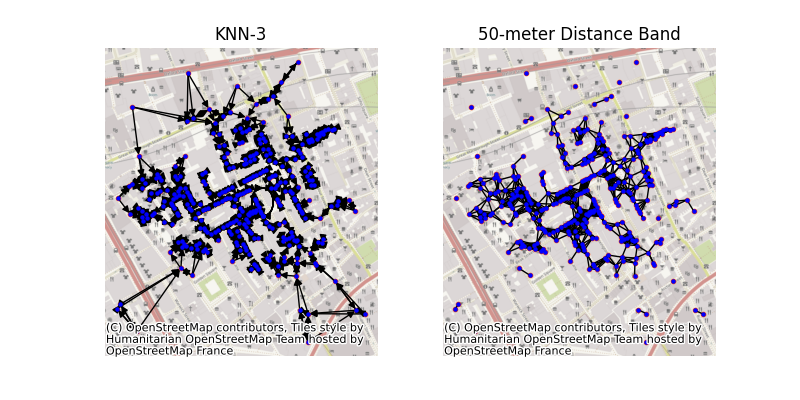 KNN-3
50-meter Distance Band
(C) OpenStreetMap contributors, Tiles style by
Humanitarian OpenStreetMap Team hosted by
OpenStreetMap France
(C) OpenStreetMap contributors, Tiles style by
Humanitarian OpenStreetMap Team hosted by
OpenStreetMap France